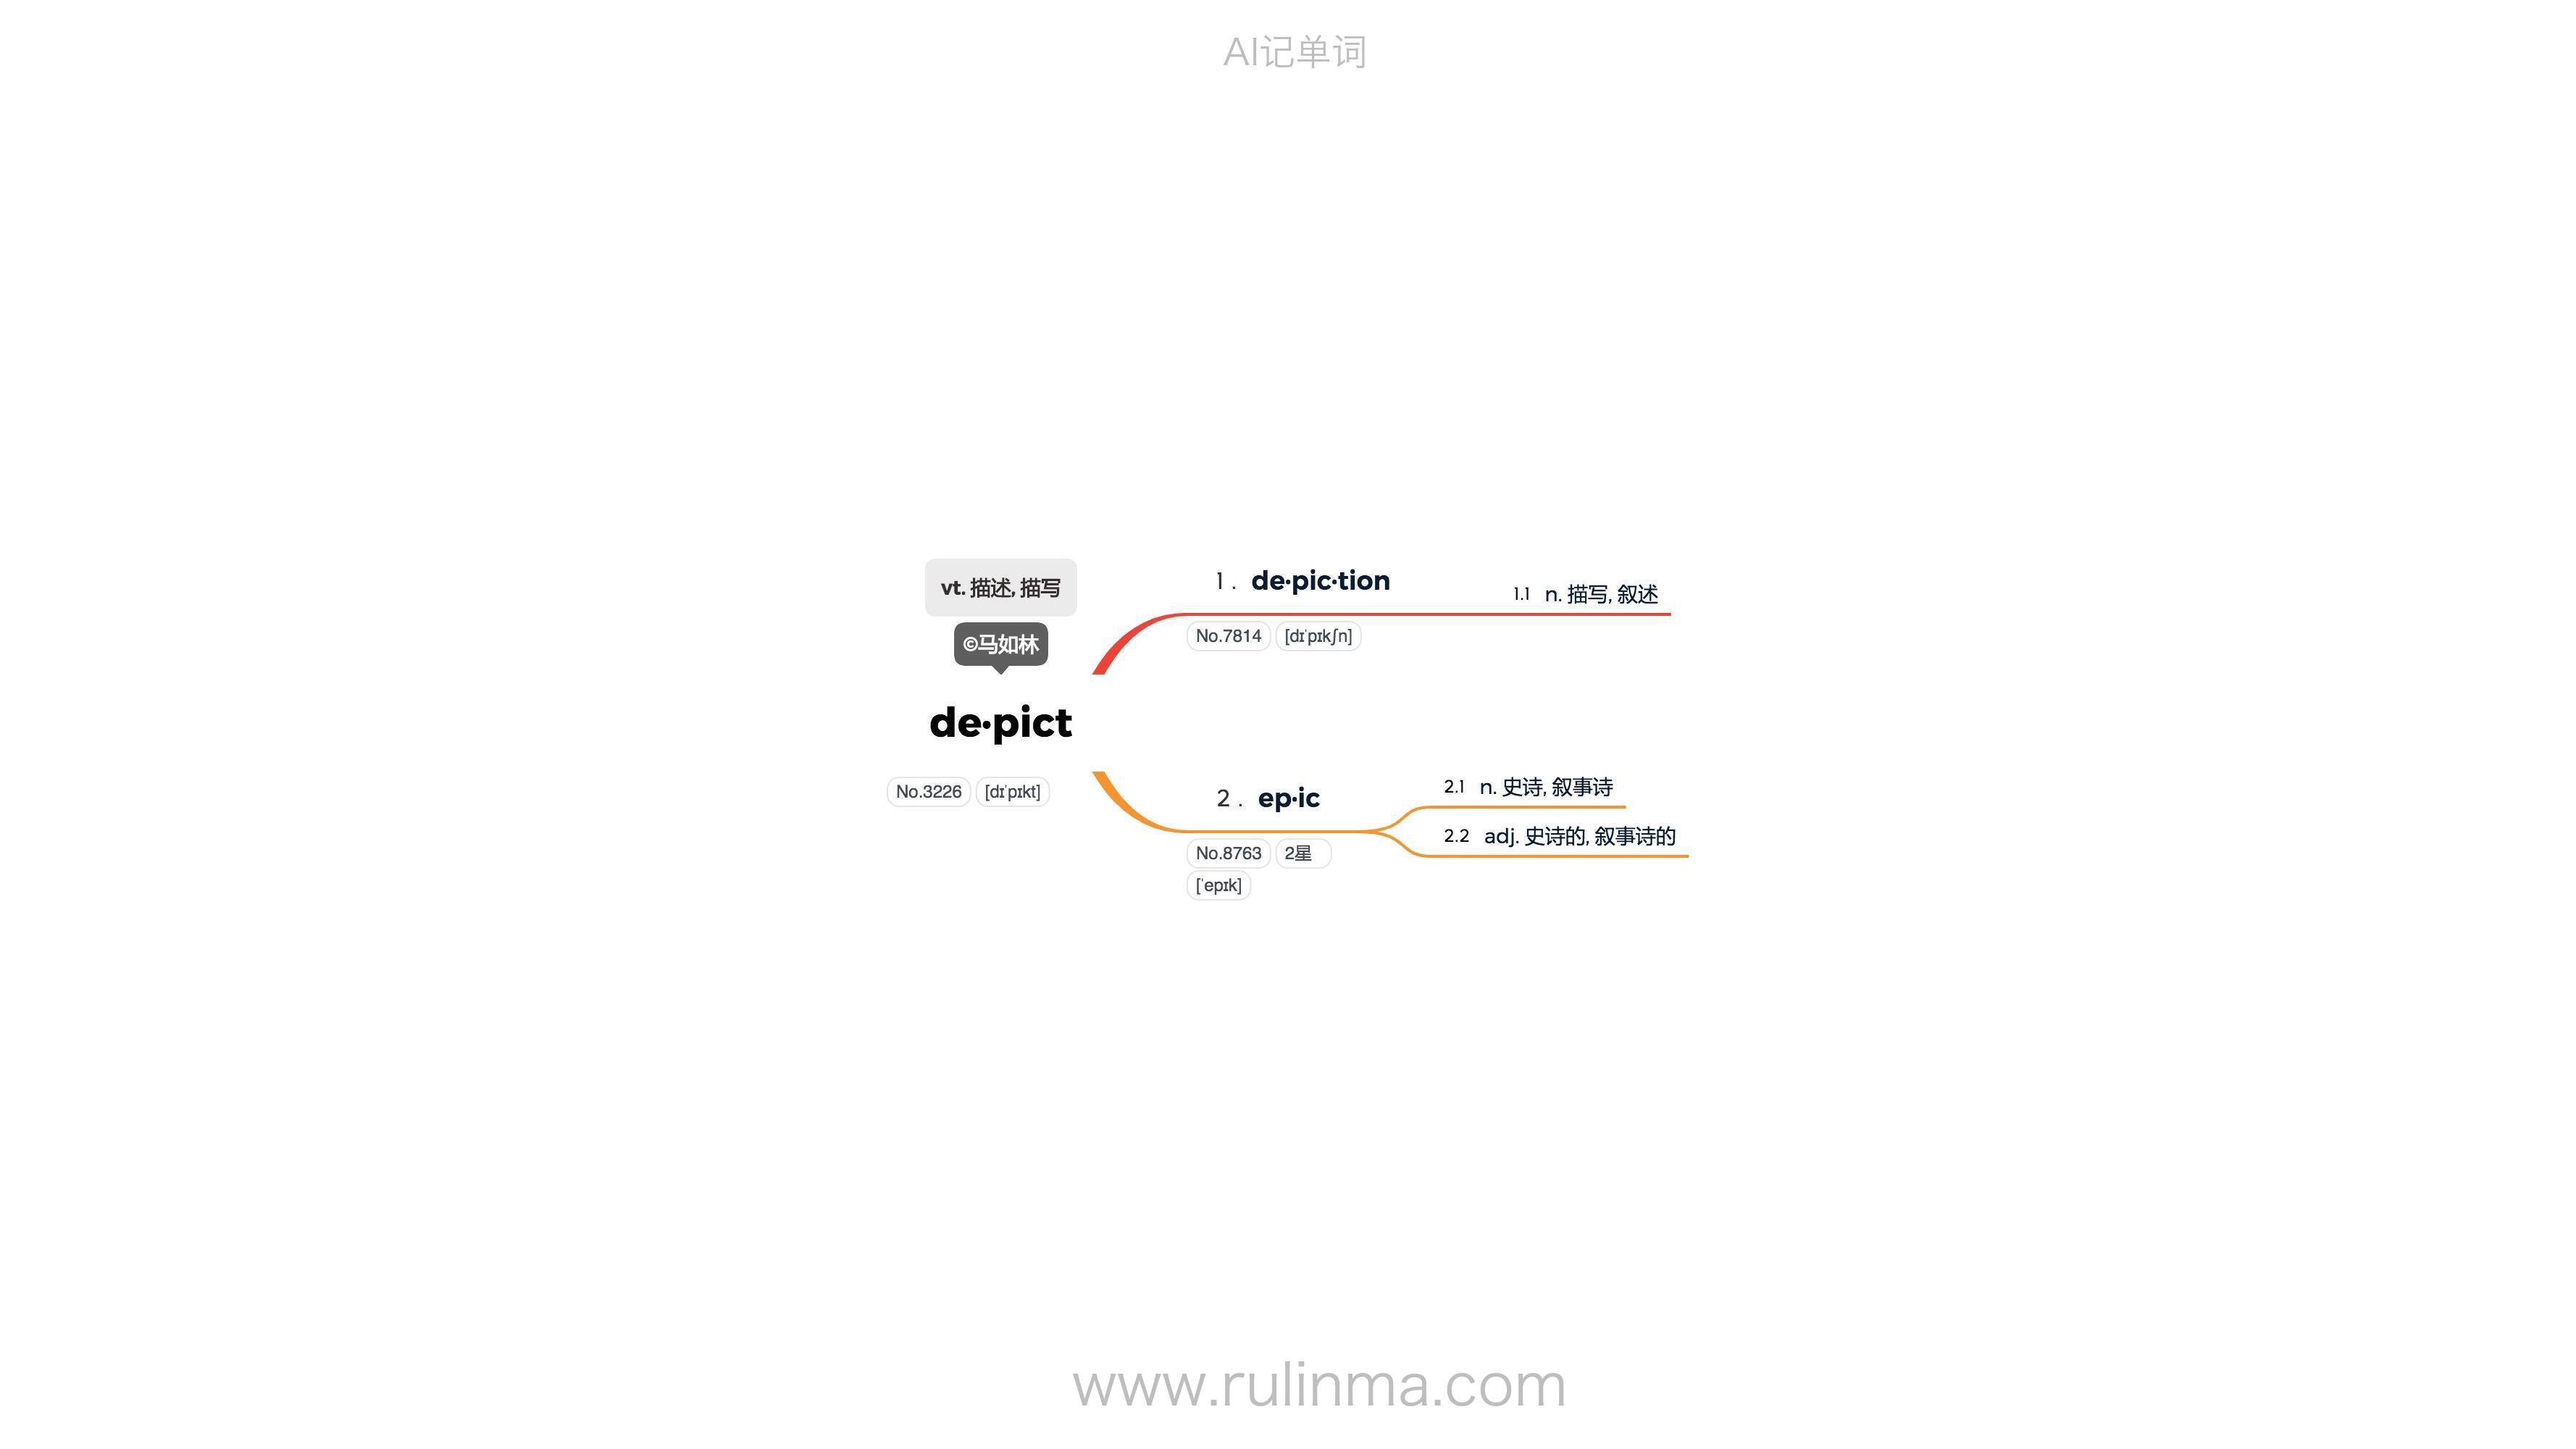 AI记单词
vt. 描述, 描写
©马如林
de·pict
No.3226 [dɪˈpɪkt]
1. de·pic·tion
No.7814 [dɪˈpɪkʃn]
1.1 n. 描写, 叙述
2. ep·ic
No.8763 2星
[ˈepɪk]
2.1 n. 史诗, 叙事诗
2.2 adj. 史诗的, 叙事诗的
www.rulinma.com